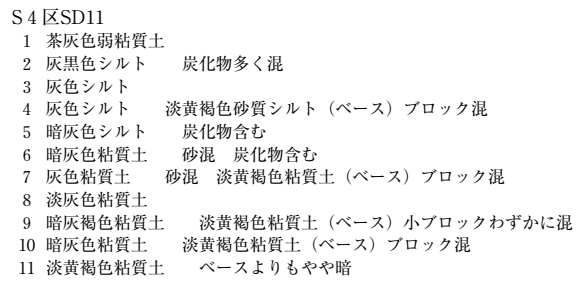 S４区SD11
1 茶灰色弱粘質土
2 灰黒色シルト　炭化物多く混
3 灰色シルト
4 灰色シルト　淡黄褐色砂質シルト（ベース）ブロック混
5 暗灰色シルト　炭化物含む
6 暗灰色粘質土　砂混　炭化物含む
7 灰色粘質土　砂混　淡黄褐色粘質土（ベース）ブロック混
8 淡灰色粘質土
9 暗灰褐色粘質土　淡黄褐色粘質土（ベース）小ブロックわずかに混
10 暗灰色粘質土　淡黄褐色粘質土（ベース）ブロック混
11 淡黄褐色粘質土　ベースよりもやや暗